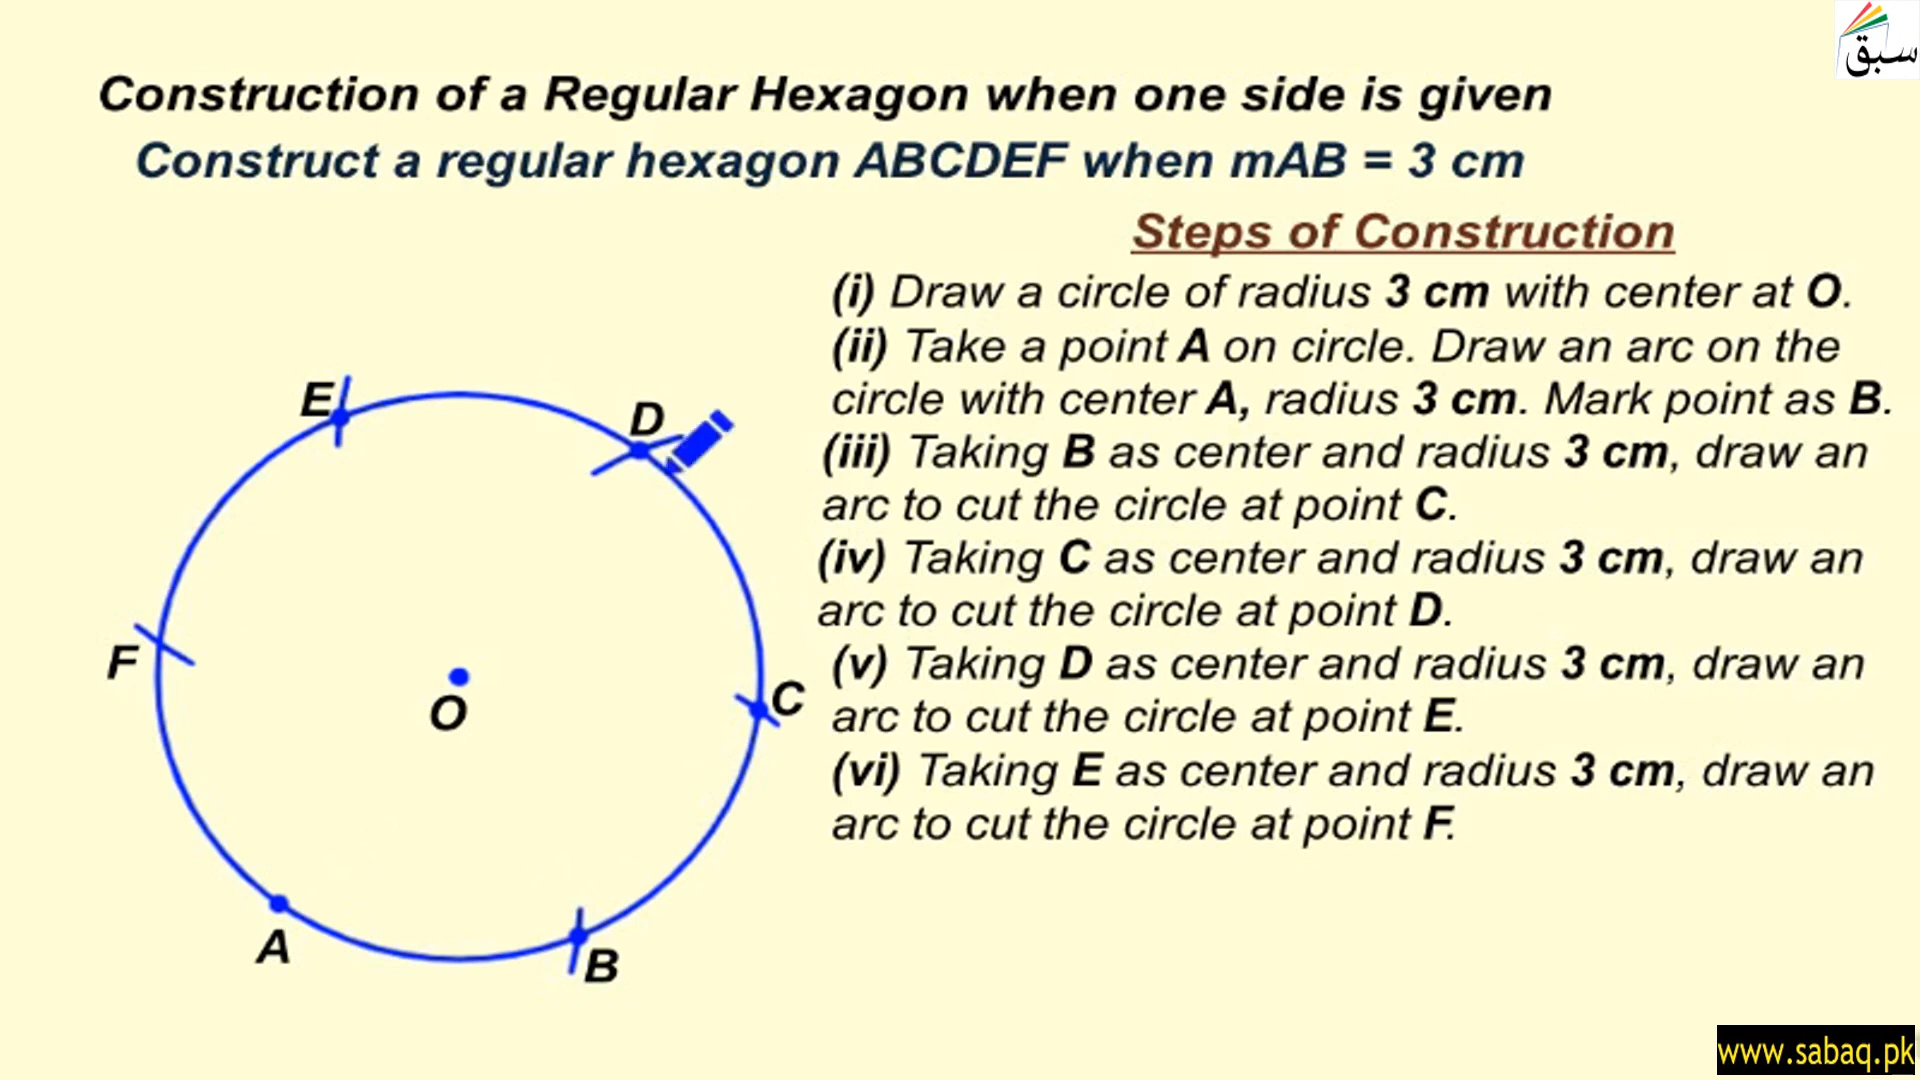 سبق
Construction of a Regular Hexagon when one side is given
Construct a regular hexagon ABCDEF when mAB = 3 cm
Steps of Construction
(i) Draw a circle of radius 3 cm with center at O.
(ii) Take a point A on circle. Draw an arc on the
circle with center A, radius 3 cm. Mark point as B.
(iii) Taking B as center and radius 3 cm, draw an
arc to cut the circle at point C.
(iv) Taking C as center and radius 3 cm, draw an
arc to cut the circle at point D.
(v) Taking D as center and radius 3 cm, draw an
arc to cut the circle at point E.
(vi) Taking E as center and radius 3 cm, draw an
arc to cut the circle at point F.
E
D
F
O
C
A
B
www.sabaq.pk